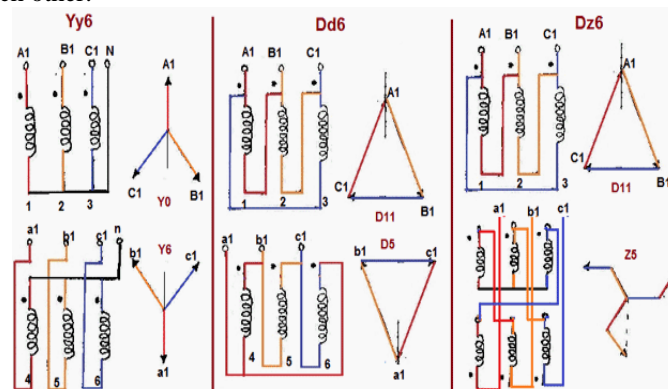 Yy6
Dd6
Dz6
A1 B1 C1 N
A1
C1 B1
Y0
1 2 3
A1 B1 C1
A1
C1 B1
D11
1 2 3
A1 B1 C1
A1
C1 B1
D11
1 2 3
a1 b1 c1 n
Y6
b1 c1
a1
4 5 6
a1 b1 c1
D5
b1 c1
a1
4 5 6
a1 b1 c1
Z5